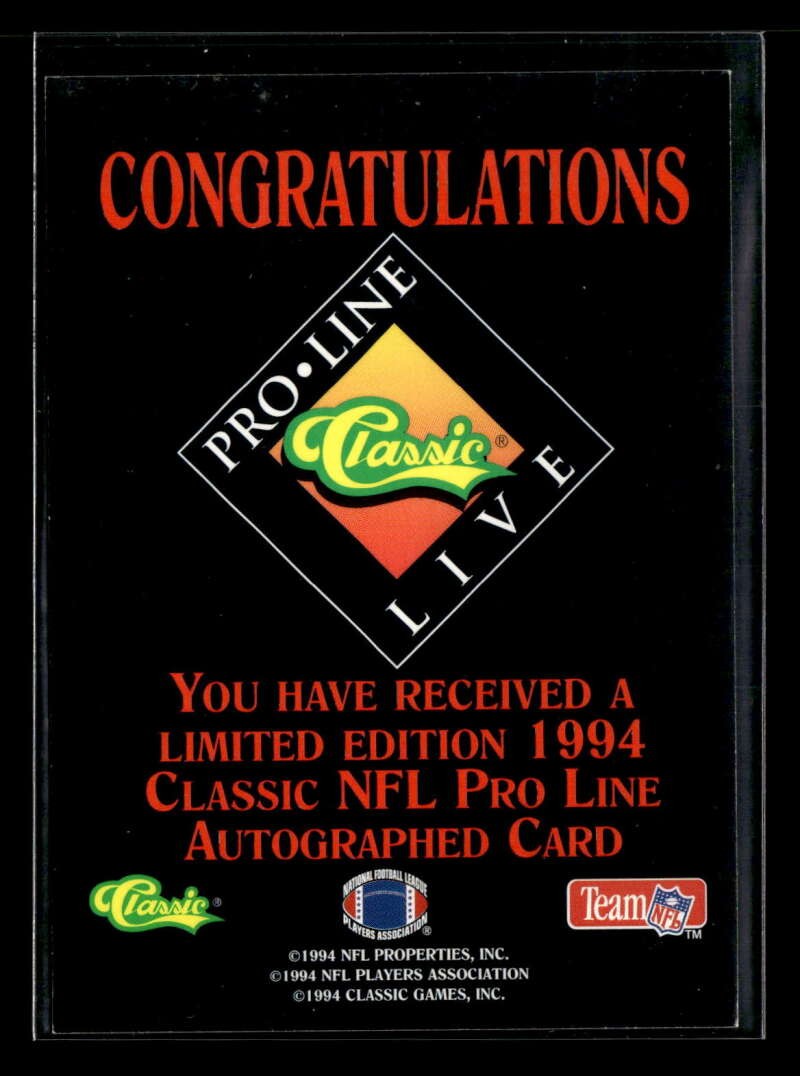 CONGRATULATIONS
PRO • LINE
Classic®
LIVE
YOU HAVE RECEIVED A
LIMITED EDITION 1994
CLASSIC NFL PRO LINE
AUTOGRAPHED CARD
Classic®
NATIONAL FOOTBALL LEAGUE
PLAYERS ASSOCIATION®
Team NFL™
©1994 NFL PROPERTIES, INC.
©1994 NFL PLAYERS ASSOCIATION
©1994 CLASSIC GAMES, INC.